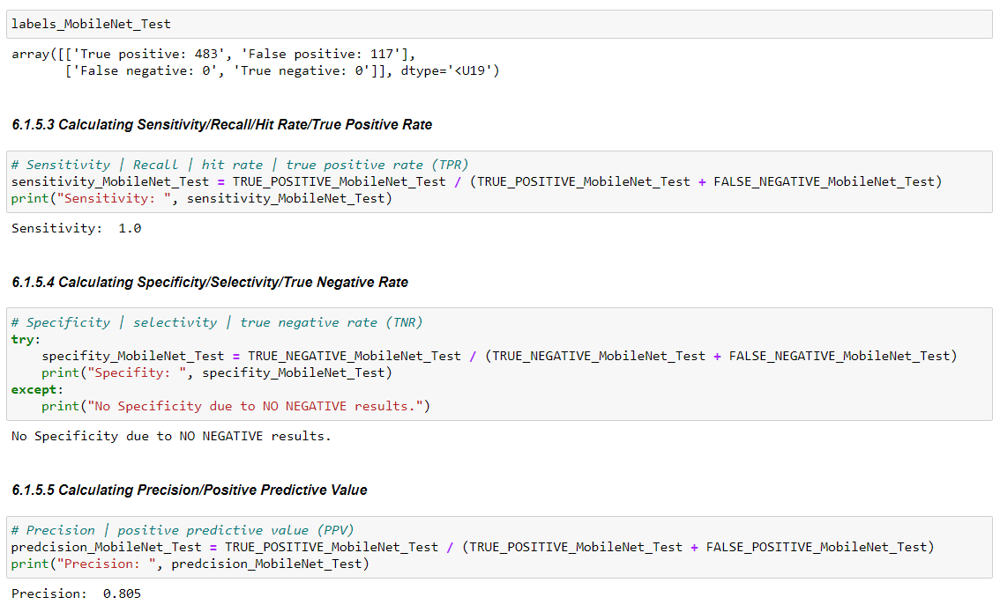 labels_MobileNet_Test
array([['True positive: 483', 'False positive: 117'],
['False negative: 0', 'True negative: 0']], dtype='<U19')
6.1.5.3 Calculating Sensitivity/Recall/Hit Rate/True Positive Rate
# Sensitivity | Recall | hit rate | true positive rate (TPR)
sensitivity_MobileNet_Test = TRUE_POSITIVE_MobileNet_Test / (TRUE_POSITIVE_MobileNet_Test + FALSE_NEGATIVE_MobileNet_Test)
print("Sensitivity: ", sensitivity_MobileNet_Test)
Sensitivity:  1.0
6.1.5.4 Calculating Specificity/Selectivity/True Negative Rate
# Specificity | selectivity | true negative rate (TNR)
try:
    specifity_MobileNet_Test = TRUE_NEGATIVE_MobileNet_Test / (TRUE_NEGATIVE_MobileNet_Test + FALSE_NEGATIVE_MobileNet_Test)
    print("Specifity: ", specifity_MobileNet_Test)
except:
    print("No Specificity due to NO NEGATIVE results.")
No Specificity due to NO NEGATIVE results.
6.1.5.5 Calculating Precision/Positive Predictive Value
# Precision | positive predictive value (PPV)
predcision_MobileNet_Test = TRUE_POSITIVE_MobileNet_Test / (TRUE_POSITIVE_MobileNet_Test + FALSE_POSITIVE_MobileNet_Test)
print("Precision: ", predcision_MobileNet_Test)
Precision:  0.805